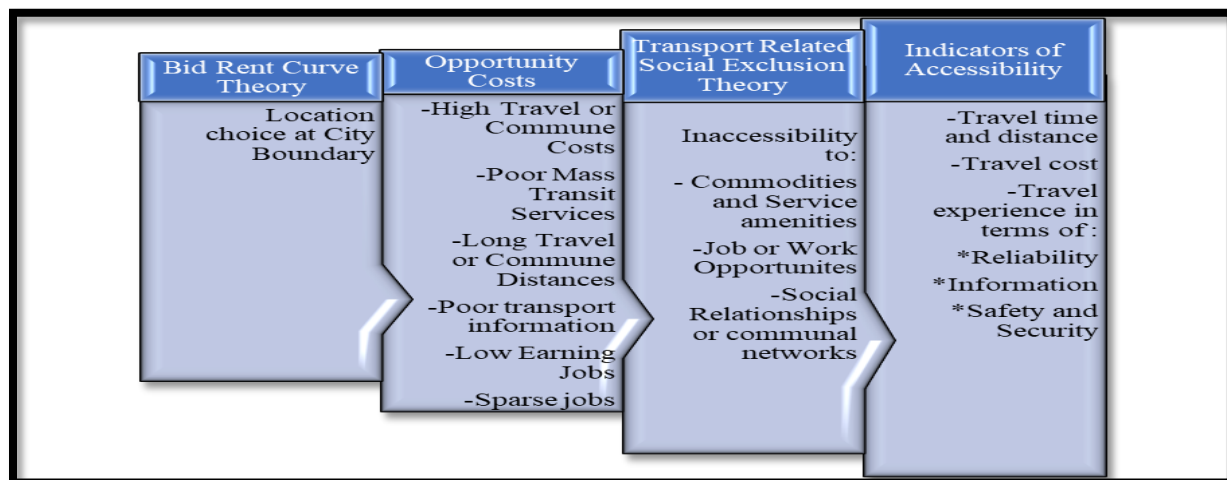 Bid Rent Curve
Theory
Location
choice at City
Boundary
Opportunity
Costs
-High Travel or
Commune
Costs
-Poor Mass
Transit
Services
-Long Travel
or Commune
Distances
-Poor transport
information
-Low Earning
Jobs
-Sparse jobs
Transport Related
Social Exclusion
Theory
Inaccessibility
to:
- Commodities
and Service
amenities
-Job or Work
Opportunites
-Social
Relationships
or communal
networks
Indicators of
Accessibility
-Travel time
and distance
-Travel cost
-Travel
experience in
terms of :
*Reliability
*Information
*Safety and
Security